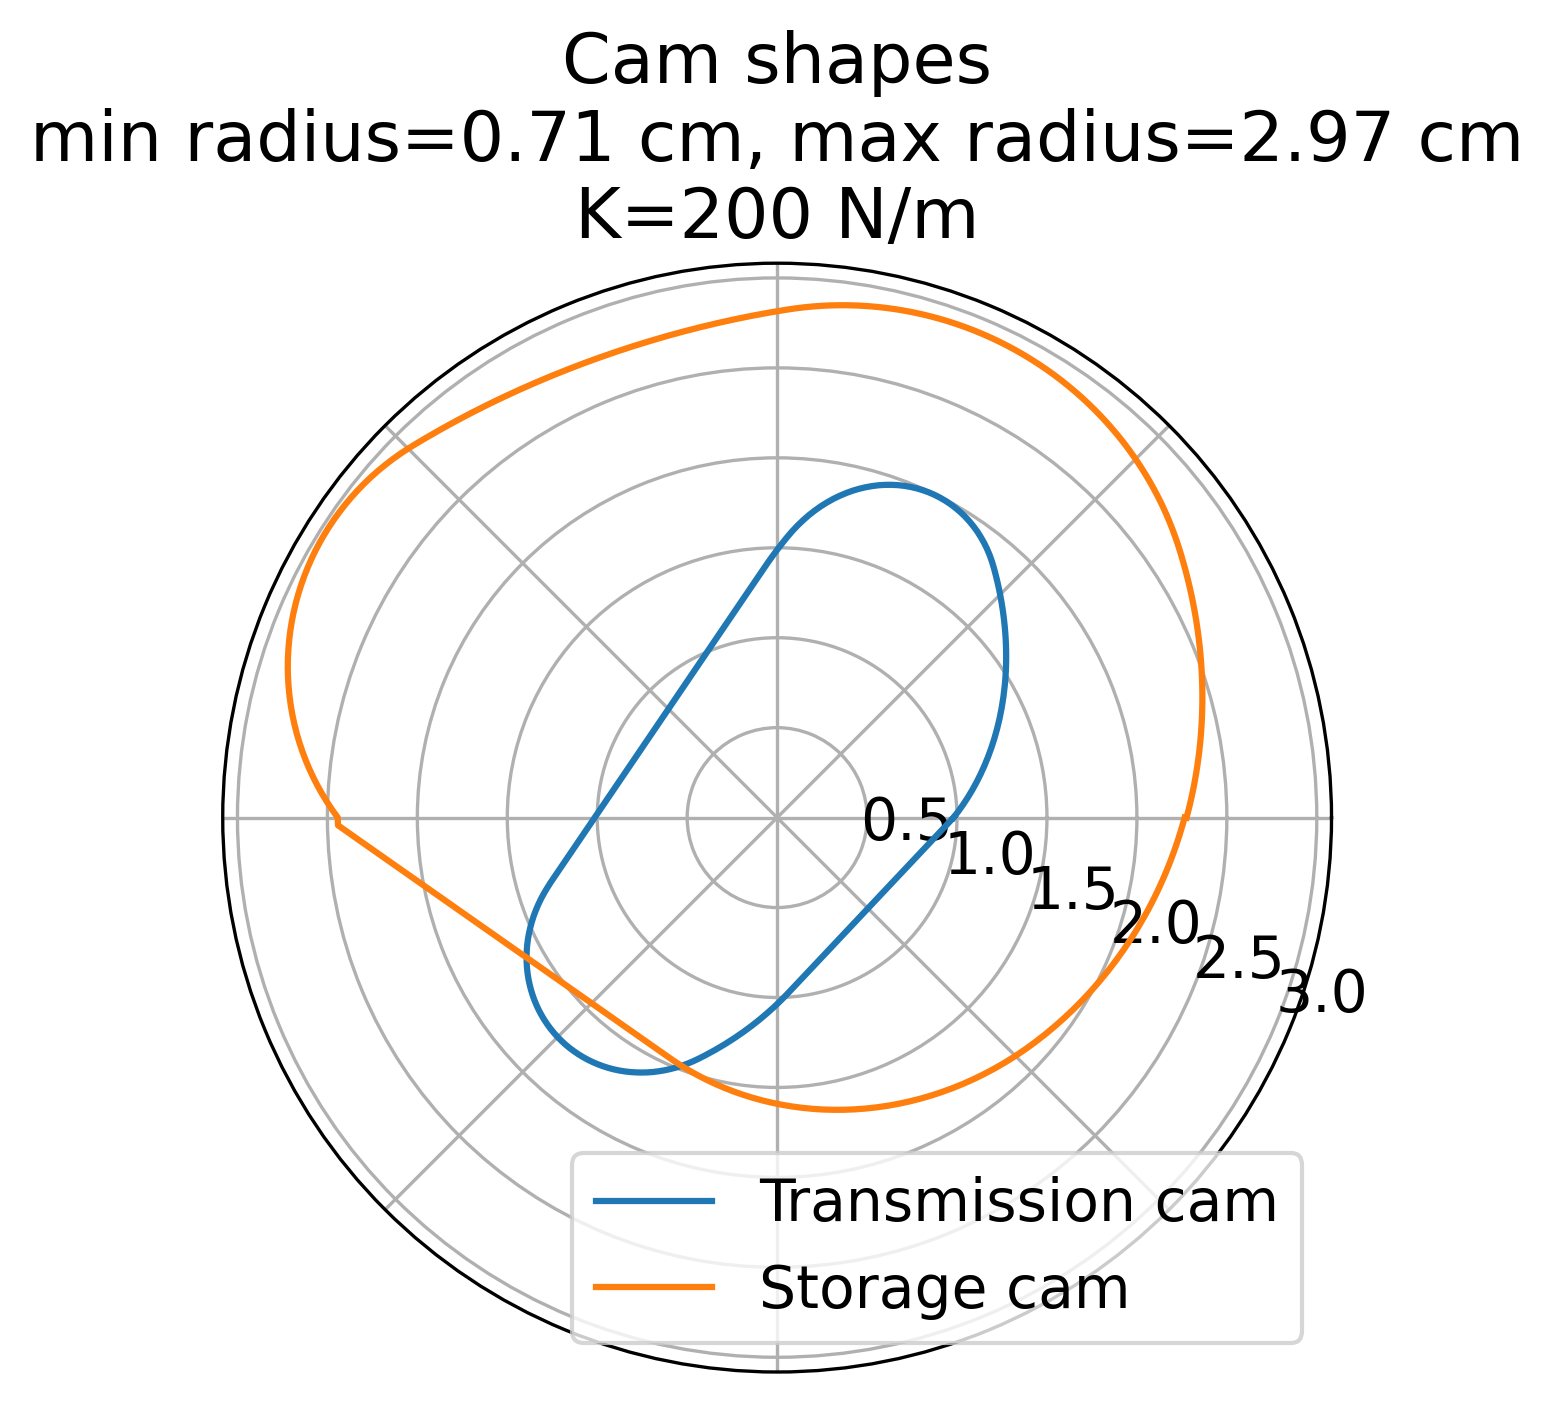 Cam shapes
min radius=0.71 cm, max radius=2.97 cm
K=200 N/m
0.5
1.0
1.5
2.0
2.5
3.0
Transmission cam
Storage cam